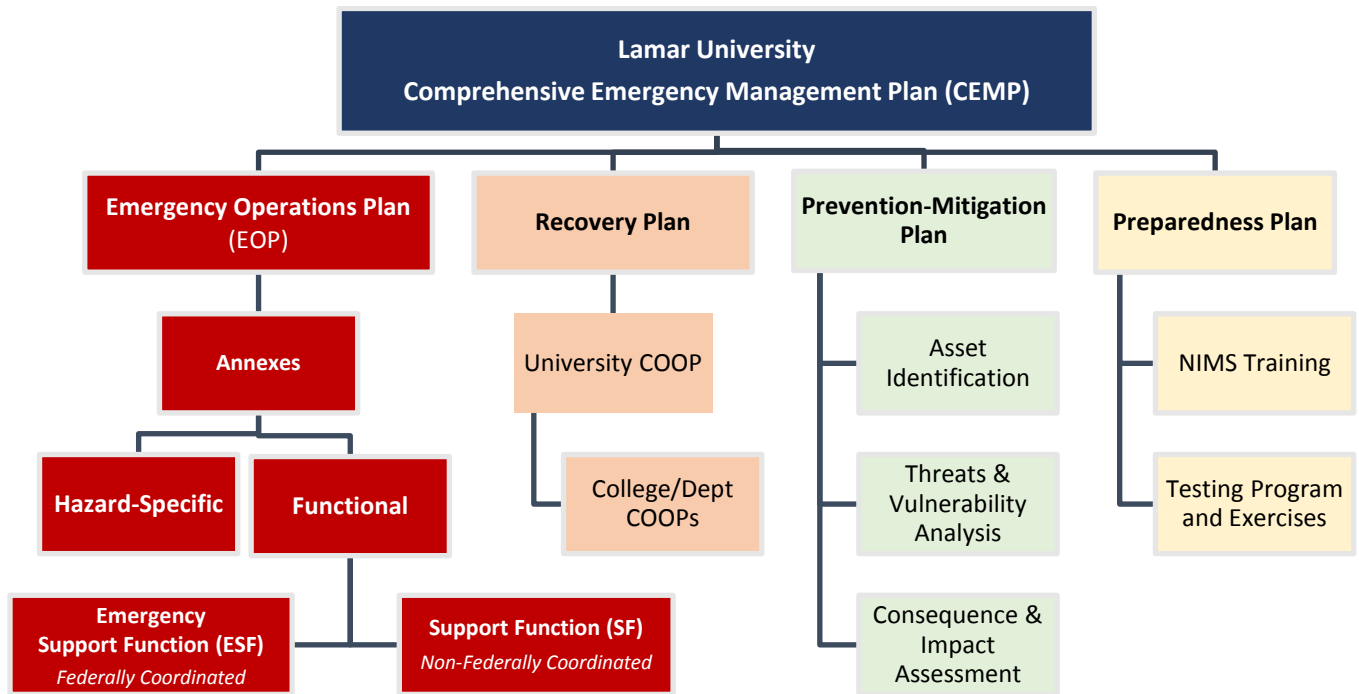 Lamar University
Comprehensive Emergency Management Plan (CEMP)
Emergency Operations Plan
(EOP)
Recovery Plan
Prevention-Mitigation
Plan
Preparedness Plan
Annexes
University COOP
Asset
Identification
NIMS Training
Hazard-Specific
Functional
College/Dept
COOPs
Threats &
Vulnerability
Analysis
Testing Program
and Exercises
Emergency
Support Function (ESF)
Federally Coordinated
Support Function (SF)
Non-Federally Coordinated
Consequence &
Impact
Assessment